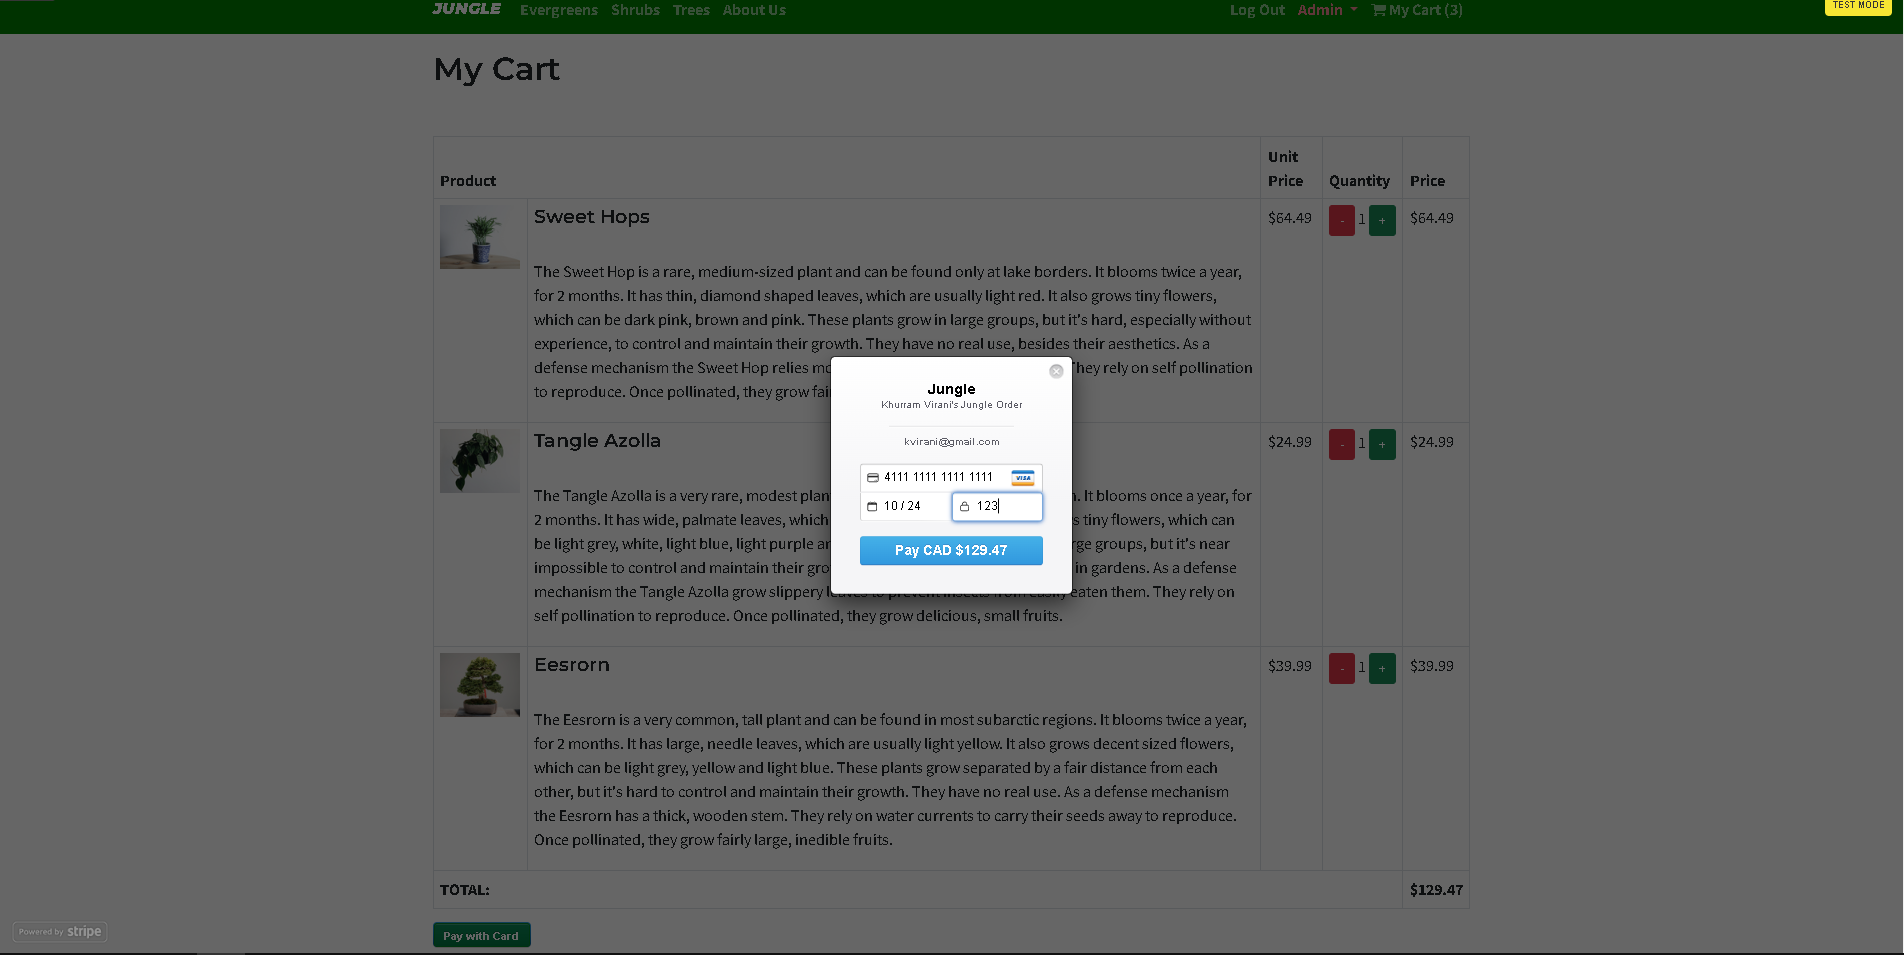 JUNGLE Evergreens Shrubs Trees About Us Log Out Admin My Cart (3) TEST MODE
My Cart
Product Unit Price Quantity Price
Sweet Hops $64.49 - 1 + $64.49
The Sweet Hop is a rare, medium-sized plant and can be found only at lake borders. It blooms twice a year,
for 2 months. It has thin, diamond shaped leaves, which are usually light red. It also grows tiny flowers,
which can be dark pink, brown and pink. These plants grow in large groups, but it's hard, especially without
experience, to control and maintain their growth. They have no real use, besides their aesthetics. As a
defense mechanism the Sweet Hop relies They rely on self pollination
to reproduce. Once pollinated, they grow
Tangle Azolla $24.99 - 1 + $24.99
The Tangle Azolla is a very rare, modest It blooms once a year, for
2 months. It has wide, palmate leaves, which tiny flowers, which can
be light grey, white, light blue, light purple groups, but it's near
impossible to control and maintain their in gardens. As a defense
mechanism the Tangle Azolla grow slippery leaves to prevent insects from easily eaten them. They rely on
self pollination to reproduce. Once pollinated, they grow delicious, small fruits.
Eesrorn $39.99 - 1 + $39.99
The Eesrorn is a very common, tall plant and can be found in most subarctic regions. It blooms twice a year,
for 2 months. It has large, needle leaves, which are usually light yellow. It also grows decent sized flowers,
which can be light grey, yellow and light blue. These plants grow separated by a fair distance from each
other, but it's hard to control and maintain their growth. They have no real use. As a defense mechanism
the Eesrorn has a thick, wooden stem. They rely on water currents to carry their seeds away to reproduce.
Once pollinated, they grow fairly large, inedible fruits.
TOTAL: $129.47
Pay with Card
Powered by stripe
Jungle
Khurram Virani's Jungle Order
kvirani@gmail.com
4111 1111 1111 1111 VISA
10 / 24 123
Pay CAD $129.47